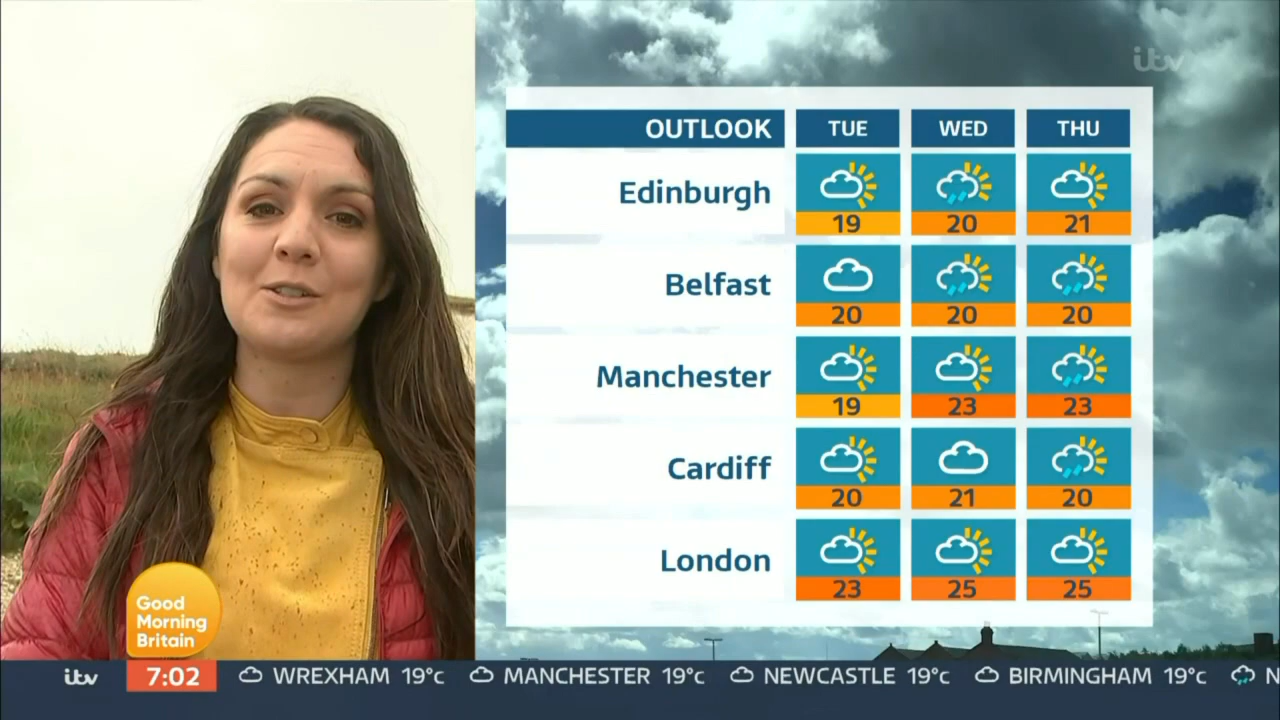 itv
OUTLOOK TUE WED THU
Edinburgh 19 20 21
Belfast 20 20 20
Manchester 19 23 23
Cardiff 20 21 20
London 23 25 25
Good
Morning
Britain
itv 7:02 WREXHAM 19°c MANCHESTER 19°c NEWCASTLE 19°c BIRMINGHAM 19°c N